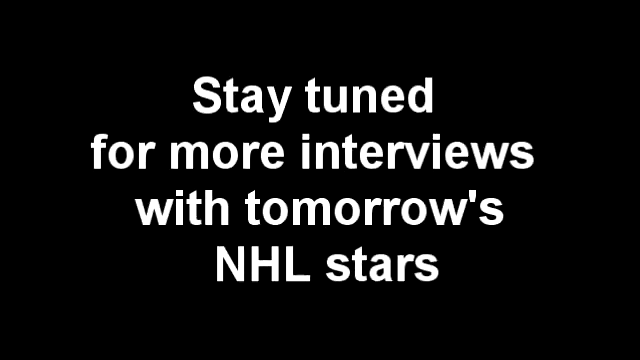 Stay tuned
for more interviews
with tomorrow's
NHL stars